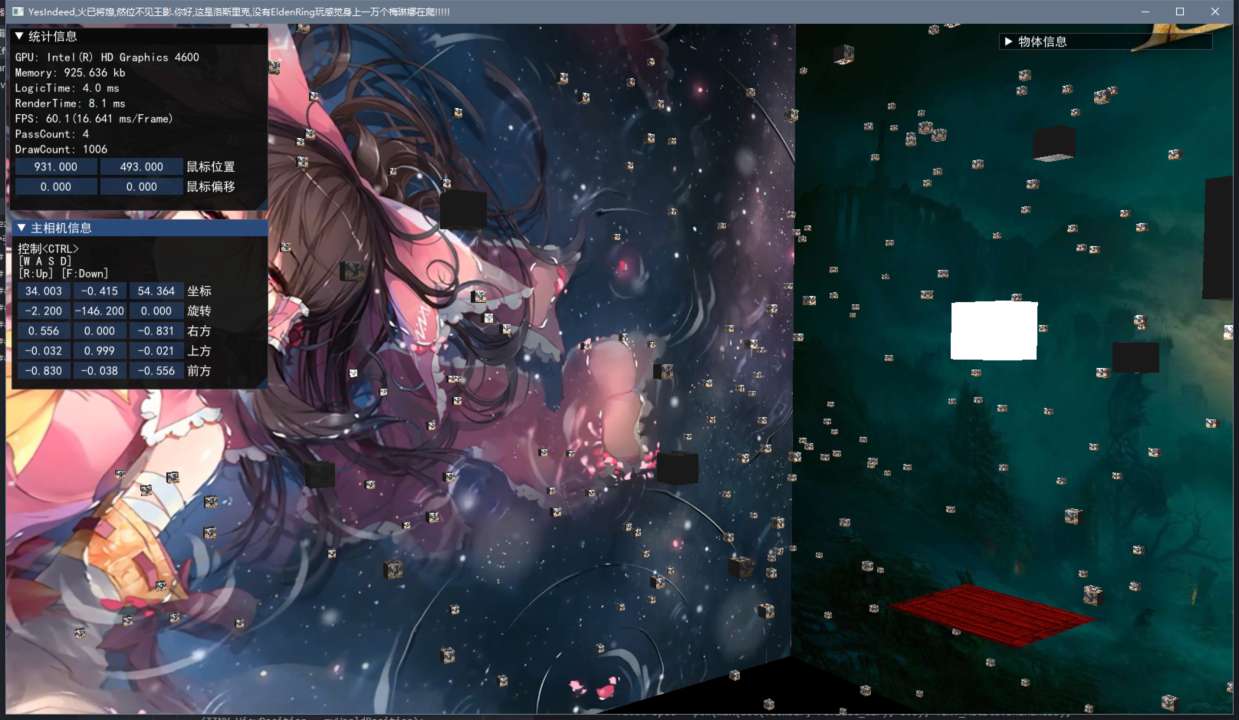 YesIndeed,火已将熄,然位不见王影.你好,这是洛斯里克,没有EldenRing玩感觉身上一万个梅琳娜在爬!!!!!
▼ 统计信息
▶ 物体信息
GPU: Intel(R) HD Graphics 4600
Memory: 925.636 kb
LogicTime: 4.0 ms
RenderTime: 8.1 ms
FPS: 60.1(16.641 ms/Frame)
PassCount: 4
DrawCount: 1006
931.000 493.000 鼠标位置
0.000 0.000 鼠标偏移
▼ 主相机信息
控制<CTRL>
[W A S D]
[R:Up] [F:Down]
34.003 -0.415 54.364 坐标
-2.200 -146.200 0.000 旋转
0.556 0.000 -0.831 右方
-0.032 0.999 -0.021 上方
-0.830 -0.038 -0.556 前方